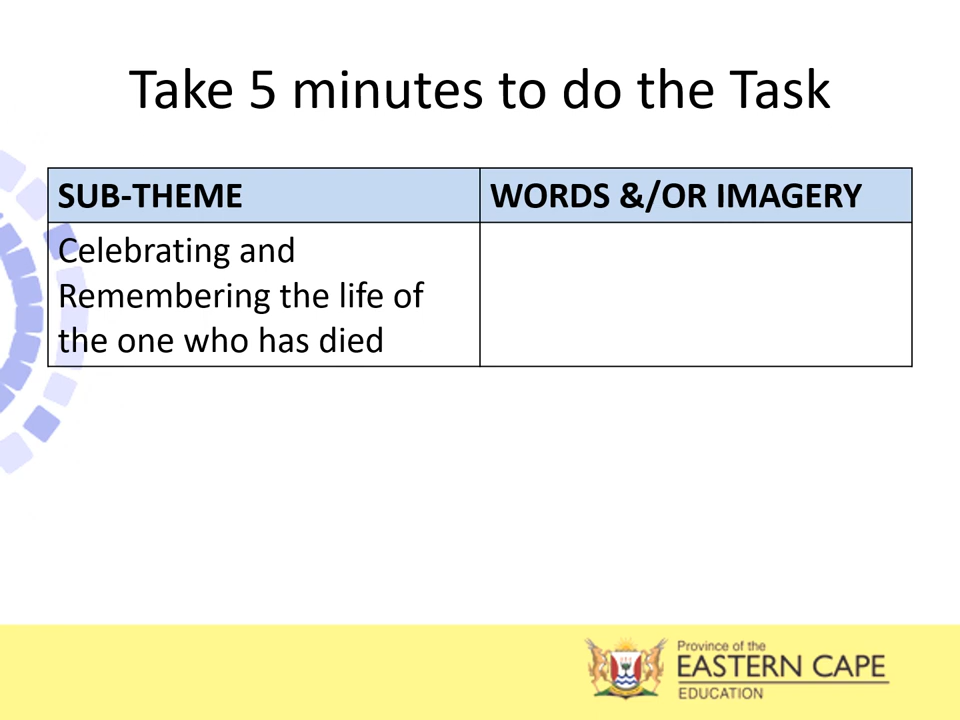 Take 5 minutes to do the Task
SUB-THEME
WORDS &/OR IMAGERY
Celebrating and
Remembering the life of
the one who has died
Province of the
EASTERN CAPE
EDUCATION